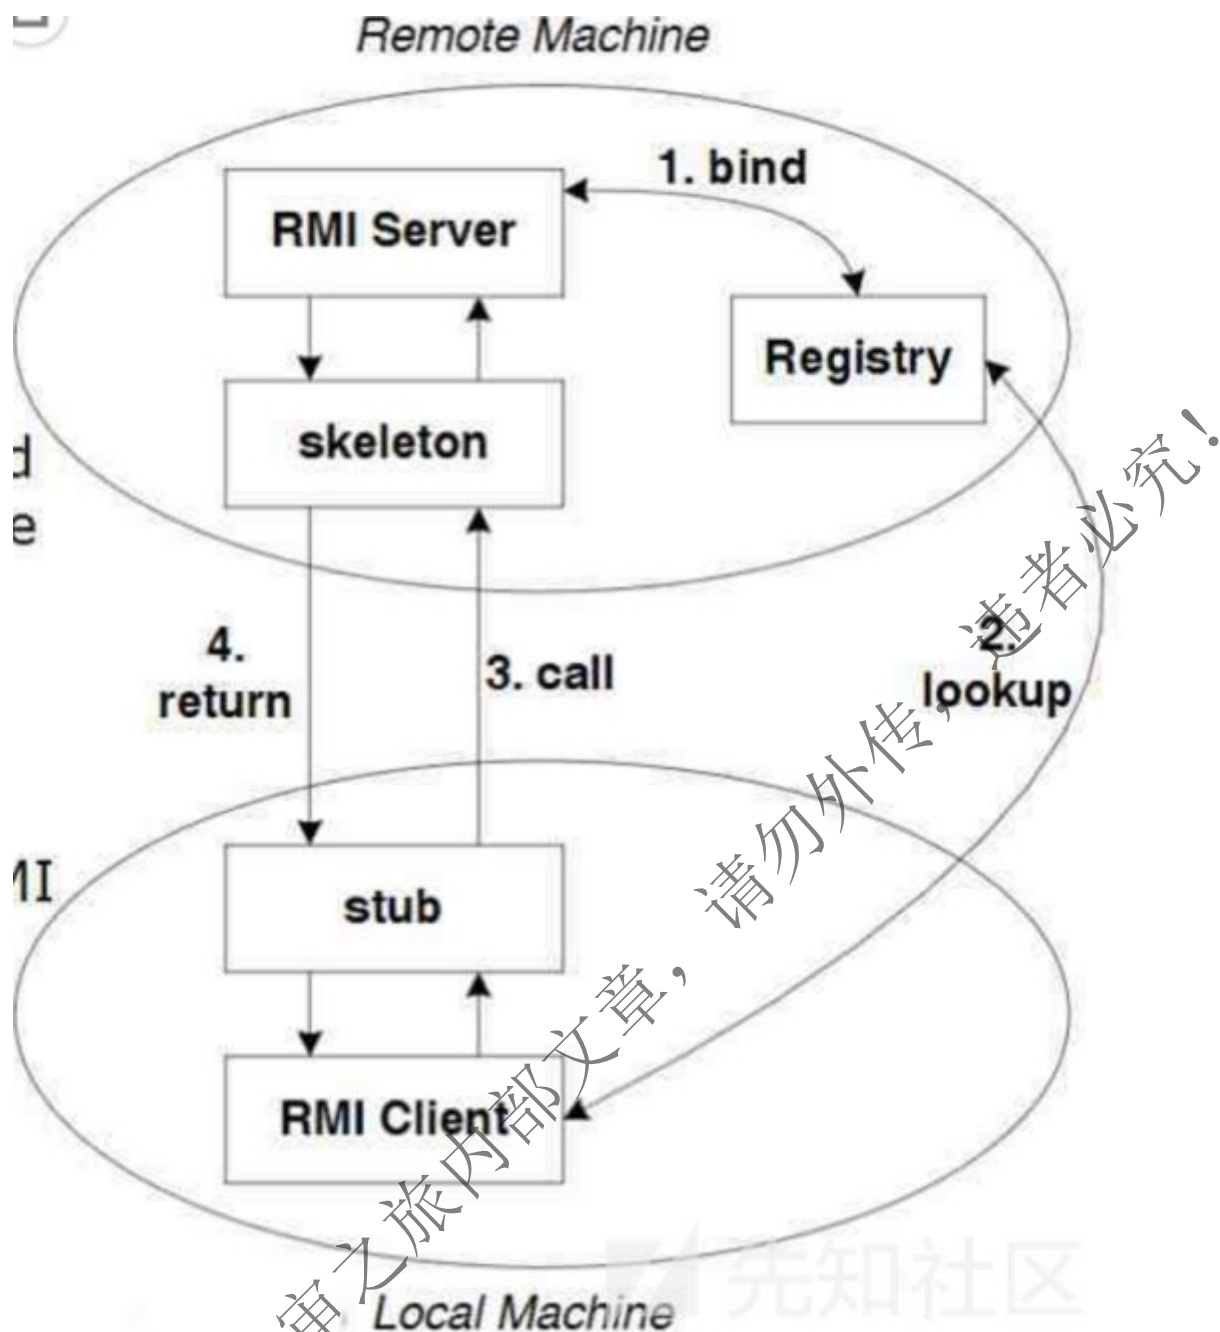 Remote Machine
1. bind
RMI Server
Registry
skeleton
d
e
4.
return
3. call
2.
lookup
MI
stub
RMI Client
审之旅内部文章，请勿外传，违者必究！
先知社区
Local Machine